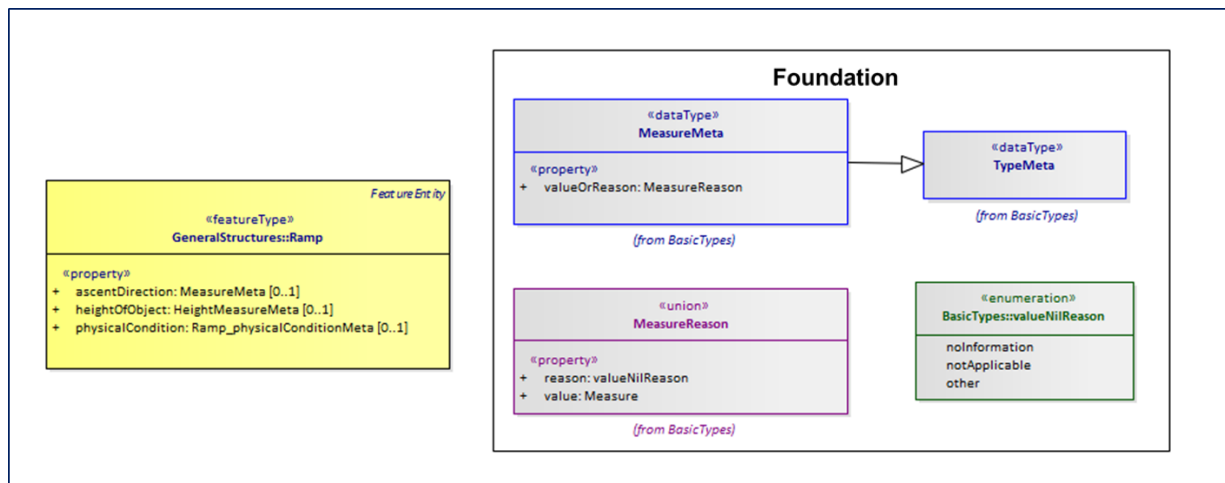 FeatureEntity
«featureType»
GeneralStructures::Ramp
«property»
+ ascentDirection: MeasureMeta [0..1]
+ heightOfObject: HeightMeasureMeta [0..1]
+ physicalCondition: Ramp_physicalConditionMeta [0..1]
Foundation
«dataType»
MeasureMeta
«property»
+ valueOrReason: MeasureReason
(from BasicTypes)
«dataType»
TypeMeta
(from BasicTypes)
«union»
MeasureReason
«property»
+ reason: valueNilReason
+ value: Measure
(from BasicTypes)
«enumeration»
BasicTypes::valueNilReason
noInformation
notApplicable
other